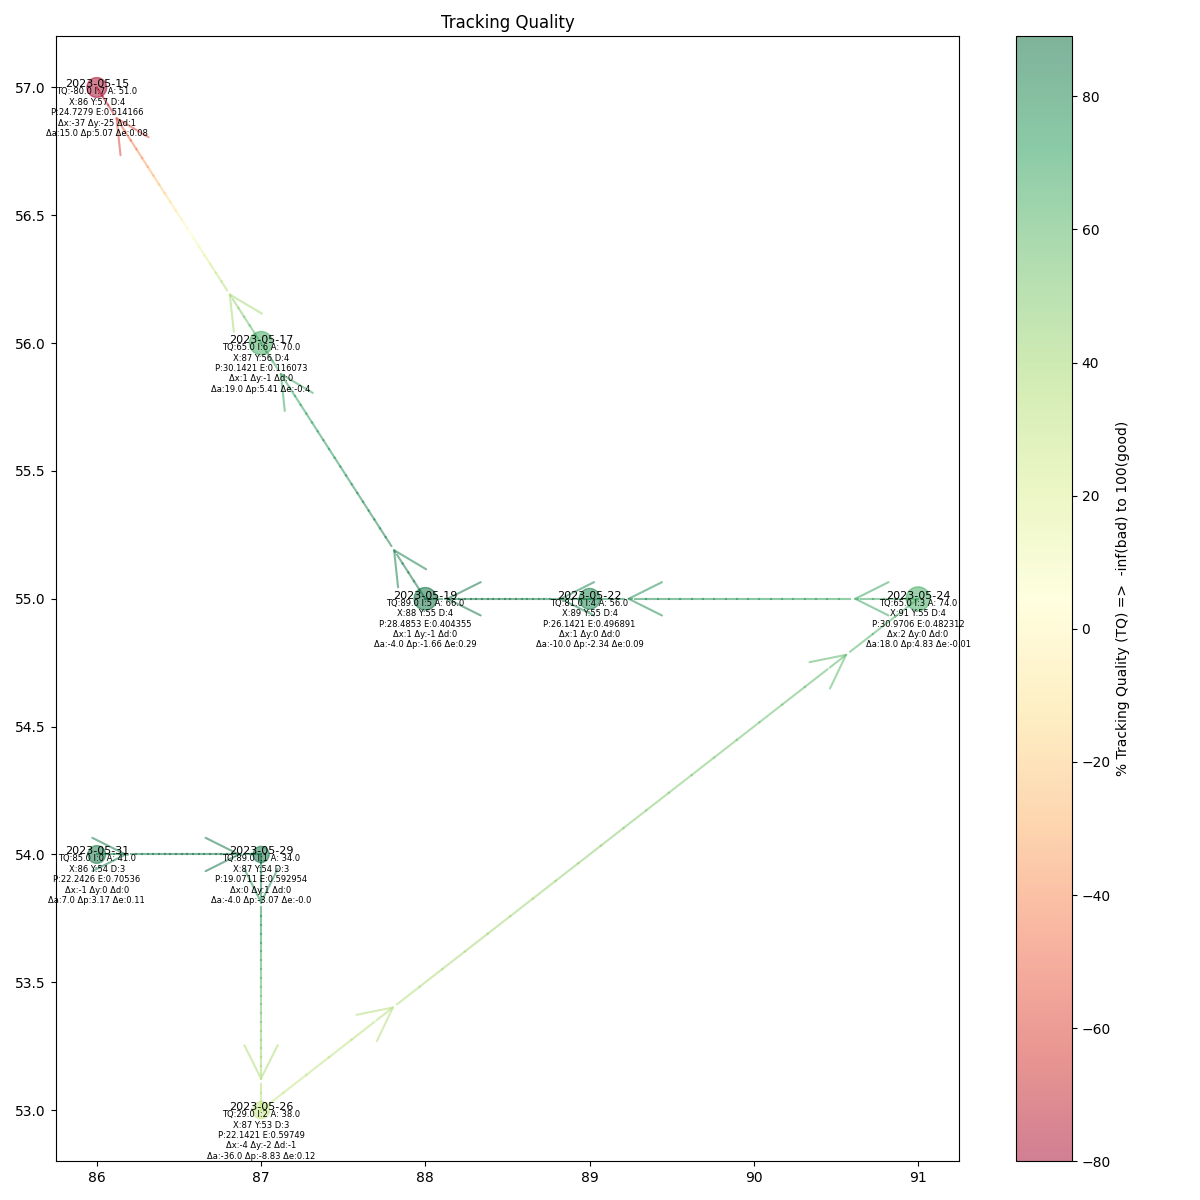 Tracking Quality
57.0
56.5
56.0
55.5
55.0
54.5
54.0
53.5
53.0
86
87
88
89
90
91
2023-05-15
TQ:-80.0 I:7 A: 51.0
X:86 Y:57 D:4
P:24.7279 E:0.514166
Δx:-37 Δy:-25 Δd:1
Δa:15.0 Δp:5.07 Δe:0.08
2023-05-17
TQ:65.0 I:6 A: 70.0
X:87 Y:56 D:4
P:30.1421 E:0.116073
Δx:1 Δy:-1 Δd:0
Δa:19.0 Δp:5.41 Δe:-0.4
2023-05-19
TQ:89.0 I:5 A: 66.0
X:88 Y:55 D:4
P:28.4853 E:0.404355
Δx:1 Δy:-1 Δd:0
Δa:-4.0 Δp:-1.66 Δe:0.29
2023-05-22
TQ:81.0 I:4 A: 56.0
X:89 Y:55 D:4
P:26.1421 E:0.496891
Δx:1 Δy:0 Δd:0
Δa:-10.0 Δp:-2.34 Δe:0.09
2023-05-24
TQ:65.0 I:3 A: 74.0
X:91 Y:55 D:4
P:30.9706 E:0.482312
Δx:2 Δy:0 Δd:0
Δa:18.0 Δp:4.83 Δe:-0.01
2023-05-31
TQ:85.0 I:0 A: 41.0
X:86 Y:54 D:3
P:22.2426 E:0.70536
Δx:-1 Δy:0 Δd:0
Δa:7.0 Δp:3.17 Δe:0.11
2023-05-29
TQ:89.0 I:1 A: 34.0
X:87 Y:54 D:3
P:19.0711 E:0.592954
Δx:0 Δy:1 Δd:0
Δa:-4.0 Δp:-3.07 Δe:-0.0
2023-05-26
TQ:29.0 I:2 A: 38.0
X:87 Y:53 D:3
P:22.1421 E:0.59749
Δx:-4 Δy:-2 Δd:-1
Δa:-36.0 Δp:-8.83 Δe:0.12
80
60
40
20
0
−20
−40
−60
−80
% Tracking Quality (TQ) => -inf(bad) to 100(good)